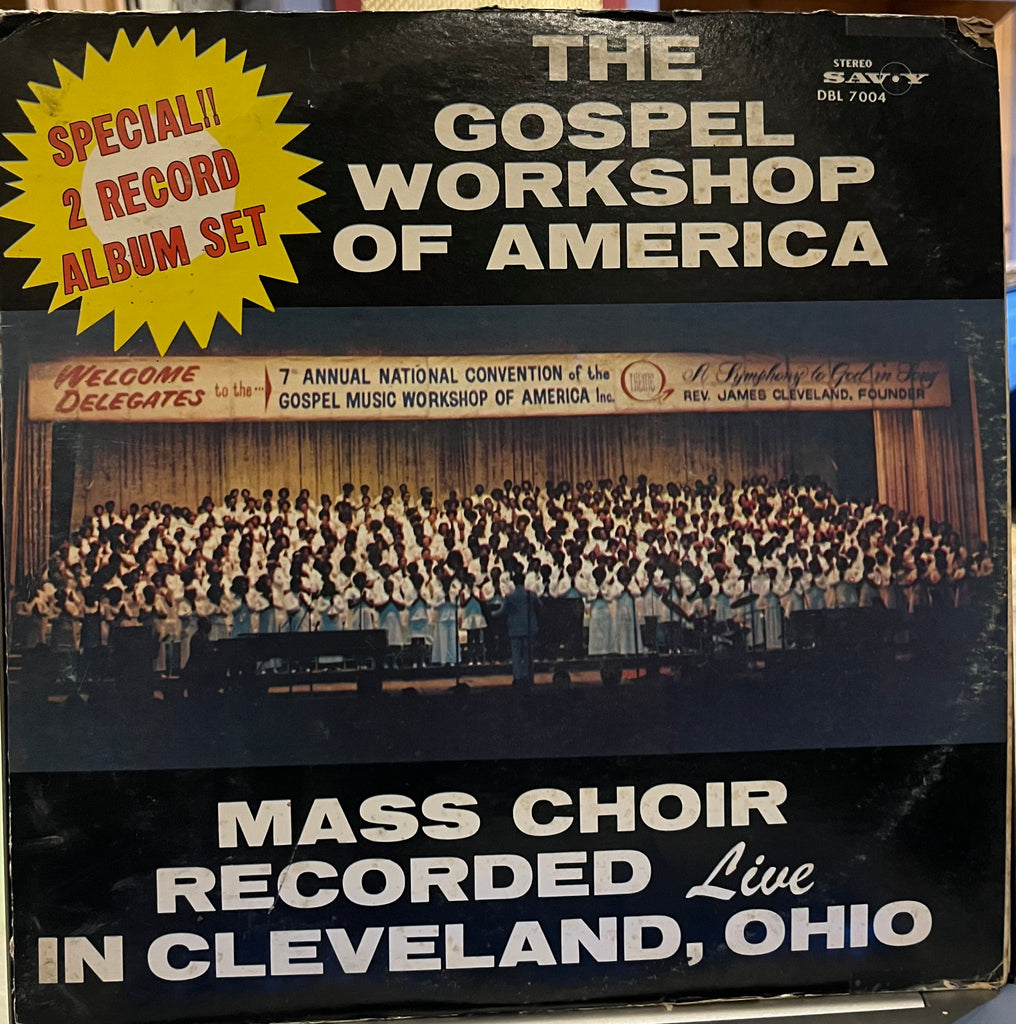 SPECIAL!!
2 RECORD
ALBUM SET
THE
GOSPEL
WORKSHOP
OF AMERICA
STEREO
SAVOY
DBL 7004
WELCOME
DELEGATES
to the
7th ANNUAL NATIONAL CONVENTION of the
GOSPEL MUSIC WORKSHOP OF AMERICA Inc.
THEME
A Symphony to God in Song
REV. JAMES CLEVELAND, FOUNDER
MASS CHOIR
RECORDED Live
IN CLEVELAND, OHIO